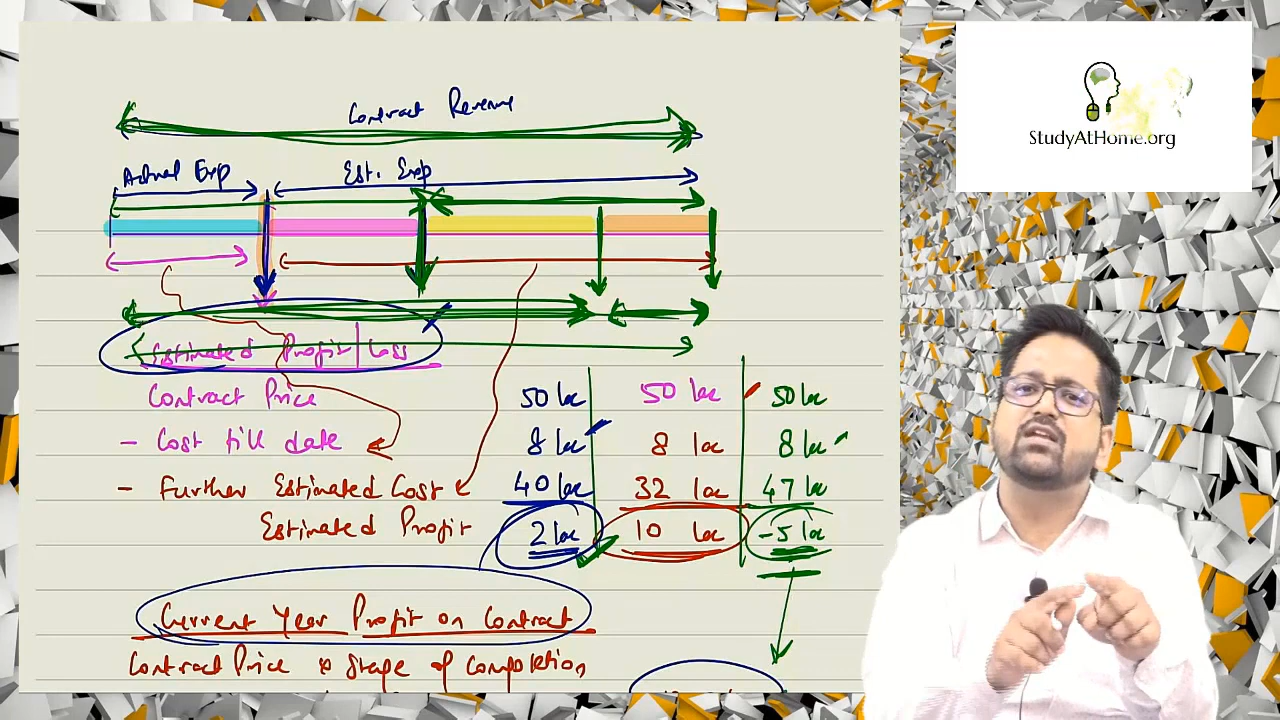 StudyAtHome.org
Contract Revenue
Actual Exp Est. Exp
Estimated Profit | Loss
Contract Price 50 lac 50 lac 50 lac
- Cost till date 8 lac 8 lac 8 lac
- Further Estimated Cost 40 lac 32 lac 47 lac
Estimated Profit 2 lac 10 lac -5 lac
Current Year Profit on Contract
Contract Price x Stage of Completion